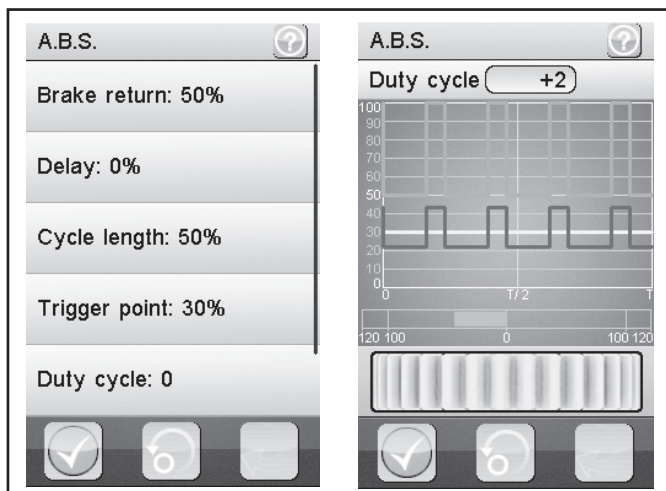 A.B.S.
?
Brake return: 50%
Delay: 0%
Cycle length: 50%
Trigger point: 30%
Duty cycle: 0
A.B.S.
?
Duty cycle +2
100
90
80
70
60
50
40
30
20
10
0
0 T/2 T
120 100 0 100 120